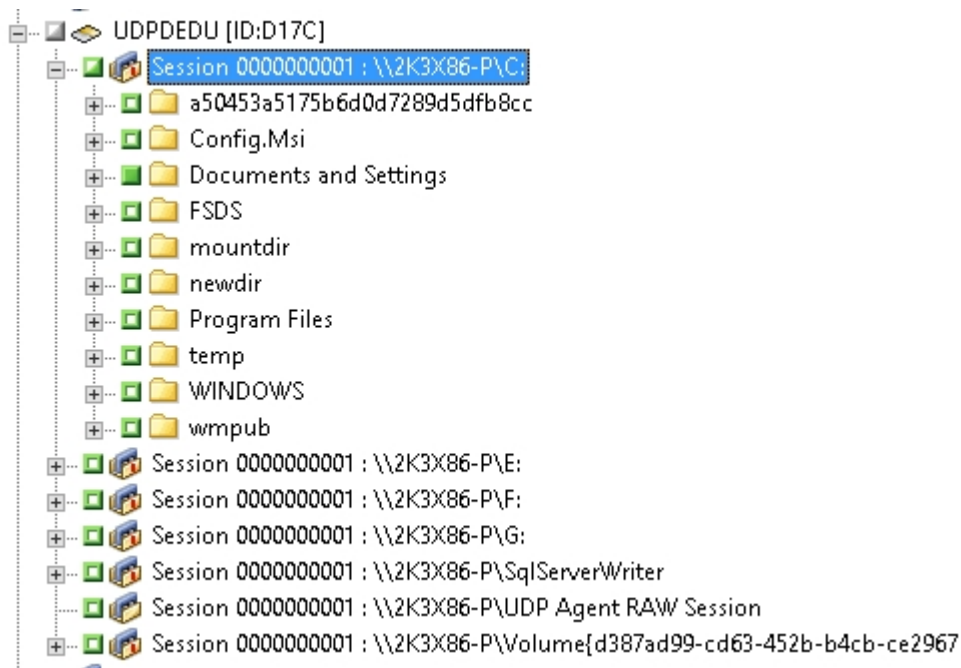 UDPDEDU [ID:D17C]
Session 0000000001 : \\2K3X86-P\C:
a50453a5175b6d0d7289d5dfb8cc
Config.Msi
Documents and Settings
FSDS
mountdir
newdir
Program Files
temp
WINDOWS
wmpub
Session 0000000001 : \\2K3X86-P\E:
Session 0000000001 : \\2K3X86-P\F:
Session 0000000001 : \\2K3X86-P\G:
Session 0000000001 : \\2K3X86-P\SqlServerWriter
Session 0000000001 : \\2K3X86-P\UDP Agent RAW Session
Session 0000000001 : \\2K3X86-P\Volume{d387ad99-cd63-452b-b4cb-ce2967